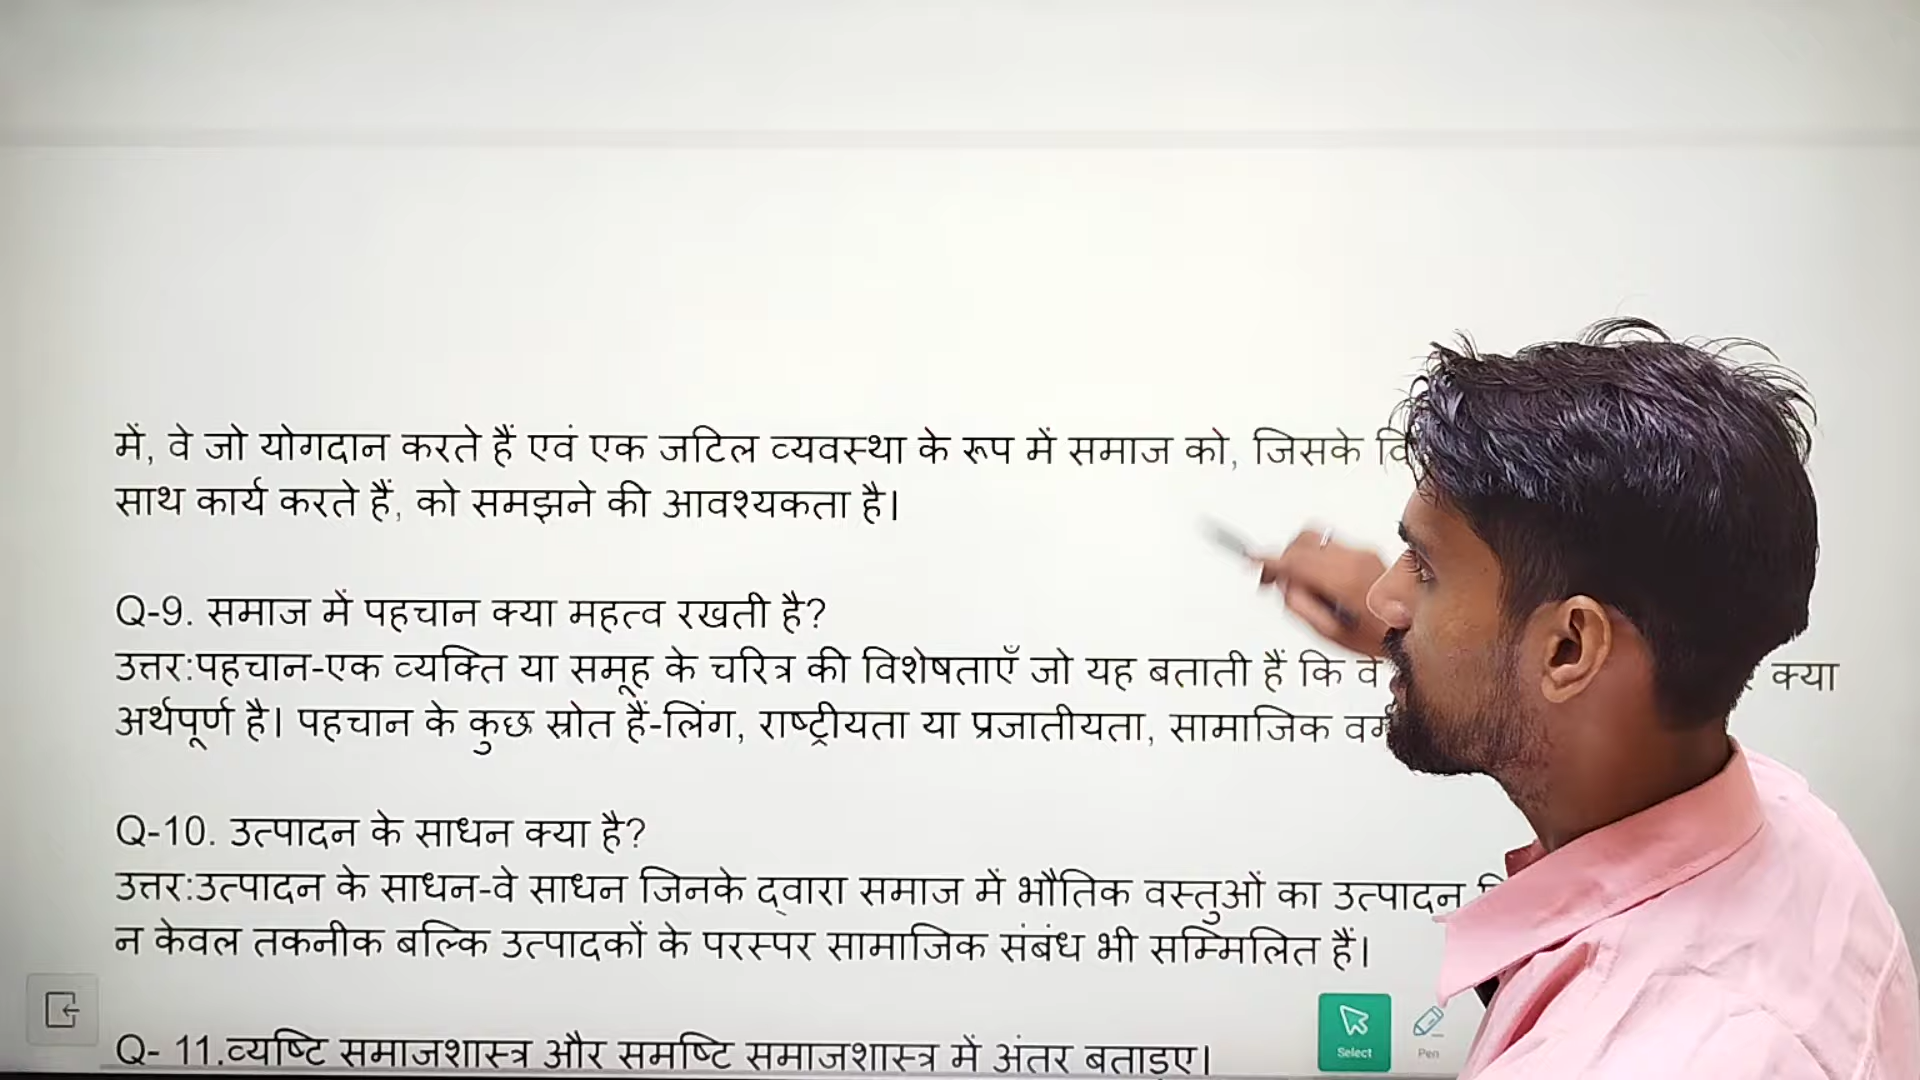 में, वे जो योगदान करते हैं एवं एक जटिल व्यवस्था के रूप में समाज को, जिसके
साथ कार्य करते हैं, को समझने की आवश्यकता है।
Q-9. समाज में पहचान क्या महत्व रखती है?
उत्तर:पहचान-एक व्यक्ति या समूह के चरित्र की विशेषताएँ जो यह बताती हैं कि वे क्या
अर्थपूर्ण है। पहचान के कुछ स्रोत हैं-लिंग, राष्ट्रीयता या प्रजातीयता, सामाजिक
Q-10. उत्पादन के साधन क्या है?
उत्तर:उत्पादन के साधन-वे साधन जिनके द्वारा समाज में भौतिक वस्तुओं का उत्पादन
न केवल तकनीक बल्कि उत्पादकों के परस्पर सामाजिक संबंध भी सम्मिलित हैं।
Q- 11.व्यष्टि समाजशास्त्र और समष्टि समाजशास्त्र में अंतर बताइए।
Select
Pen